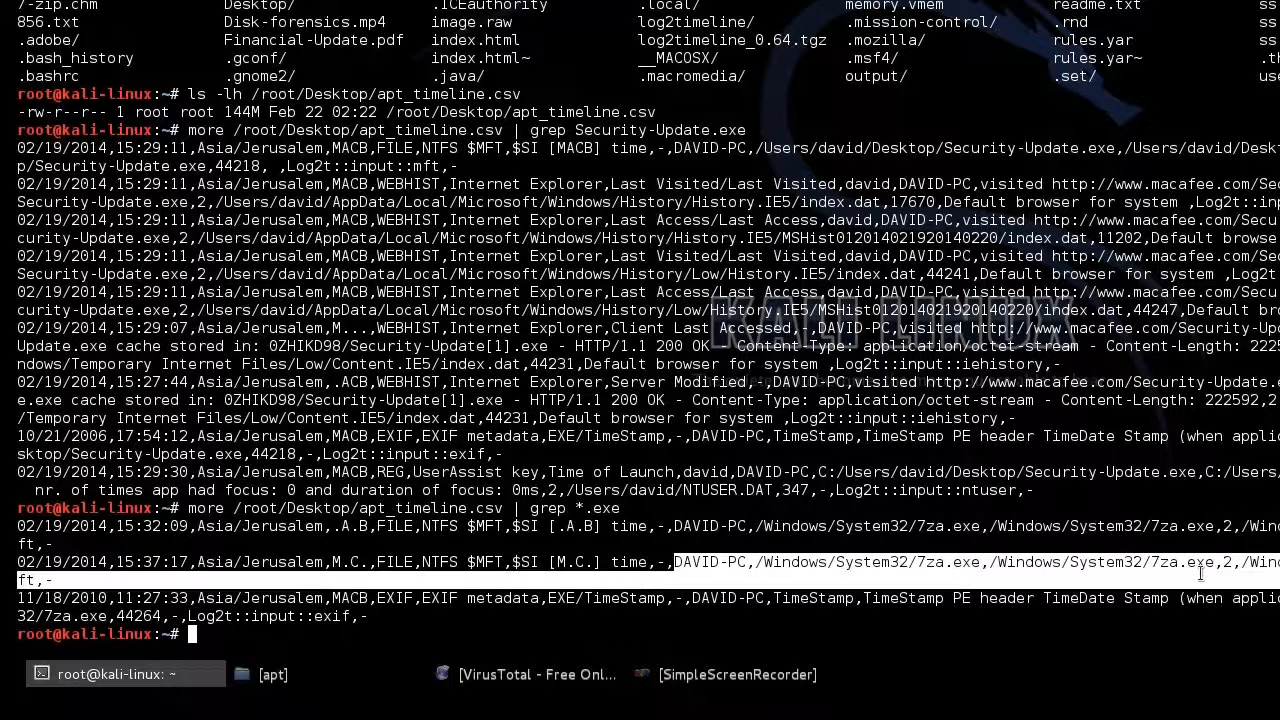 7-zip.chm Desktop/ .ICEauthority .local/ memory.vmem readme.txt ss
856.txt Disk-forensics.mp4 image.raw log2timeline/ .mission-control/ .rnd ss
.adobe/ Financial-Update.pdf index.html log2timeline_0.64.tgz .mozilla/ rules.yar ss
.bash_history .gconf/ index.html~ __MACOSX/ .msf4/ rules.yar~ .t
.bashrc .gnome2/ .java/ .macromedia/ output/ .set/ use
root@kali-linux:~# ls -lh /root/Desktop/apt_timeline.csv
-rw-r--r-- 1 root root 144M Feb 22 02:22 /root/Desktop/apt_timeline.csv
root@kali-linux:~# more /root/Desktop/apt_timeline.csv | grep Security-Update.exe
02/19/2014,15:29:11,Asia/Jerusalem,MACB,FILE,NTFS $MFT,$SI [MACB] time,-,DAVID-PC,/Users/david/Desktop/Security-Update.exe,/Users/david/Deskt
p/Security-Update.exe,44218, ,Log2t::input::mft,-
02/19/2014,15:29:11,Asia/Jerusalem,MACB,WEBHIST,Internet Explorer,Last Visited/Last Visited,david,DAVID-PC,visited http://www.macafee.com/Sec
Security-Update.exe,2,/Users/david/AppData/Local/Microsoft/Windows/History/History.IE5/index.dat,17670,Default browser for system ,Log2t::inp
02/19/2014,15:29:11,Asia/Jerusalem,MACB,WEBHIST,Internet Explorer,Last Access/Last Access,david,DAVID-PC,visited http://www.macafee.com/Secur
curity-Update.exe,2,/Users/david/AppData/Local/Microsoft/Windows/History/History.IE5/MSHist012014021920140220/index.dat,11202,Default browse
02/19/2014,15:29:11,Asia/Jerusalem,MACB,WEBHIST,Internet Explorer,Last Visited/Last Visited,david,DAVID-PC,visited http://www.macafee.com/Sec
Security-Update.exe,2,/Users/david/AppData/Local/Microsoft/Windows/History/Low/History.IE5/index.dat,44241,Default browser for system ,Log2t
02/19/2014,15:29:11,Asia/Jerusalem,MACB,WEBHIST,Internet Explorer,Last Access/Last Access,david,DAVID-PC,visited http://www.macafee.com/Secur
curity-Update.exe,2,/Users/david/AppData/Local/Microsoft/Windows/History/Low/History.IE5/MSHist012014021920140220/index.dat,44247,Default bro
02/19/2014,15:29:07,Asia/Jerusalem,M...,WEBHIST,Internet Explorer,Client Last Accessed,-,DAVID-PC,visited http://www.macafee.com/Security-Up
Update.exe cache stored in: 0ZHIKD98/Security-Update[1].exe - HTTP/1.1 200 OK - Content-Type: application/octet-stream - Content-Length: 2225
ndows/Temporary Internet Files/Low/Content.IE5/index.dat,44231,Default browser for system ,Log2t::input::iehistory,-
02/19/2014,15:27:44,Asia/Jerusalem,.ACB,WEBHIST,Internet Explorer,Server Modified,-,DAVID-PC,visited http://www.macafee.com/Security-Update.e
e.exe cache stored in: 0ZHIKD98/Security-Update[1].exe - HTTP/1.1 200 OK - Content-Type: application/octet-stream - Content-Length: 222592,2
/Temporary Internet Files/Low/Content.IE5/index.dat,44231,Default browser for system ,Log2t::input::iehistory,-
10/21/2006,17:54:12,Asia/Jerusalem,MACB,EXIF,EXIF metadata,EXE/TimeStamp,-,DAVID-PC,TimeStamp,TimeStamp PE header TimeDate Stamp (when applic
sktop/Security-Update.exe,44218,-,Log2t::input::exif,-
02/19/2014,15:29:30,Asia/Jerusalem,MACB,REG,UserAssist key,Time of Launch,david,DAVID-PC,C:/Users/david/Desktop/Security-Update.exe,C:/Users/
nr. of times app had focus: 0 and duration of focus: 0ms,2,/Users/david/NTUSER.DAT,347,-,Log2t::input::ntuser,-
root@kali-linux:~# more /root/Desktop/apt_timeline.csv | grep *.exe
02/19/2014,15:32:09,Asia/Jerusalem,.A.B,FILE,NTFS $MFT,$SI [.A.B] time,-,DAVID-PC,/Windows/System32/7za.exe,/Windows/System32/7za.exe,2,/Wind
ft,-
02/19/2014,15:37:17,Asia/Jerusalem,M.C.,FILE,NTFS $MFT,$SI [M.C.] time,-,DAVID-PC,/Windows/System32/7za.exe,/Windows/System32/7za.exe,2,/Wind
ft,-
11/18/2010,11:27:33,Asia/Jerusalem,MACB,EXIF,EXIF metadata,EXE/TimeStamp,-,DAVID-PC,TimeStamp,TimeStamp PE header TimeDate Stamp (when applic
32/7za.exe,44264,-,Log2t::input::exif,-
root@kali-linux:~#
KALI LINUX
root@kali-linux: ~ [apt] [VirusTotal - Free Onl... [SimpleScreenRecorder]